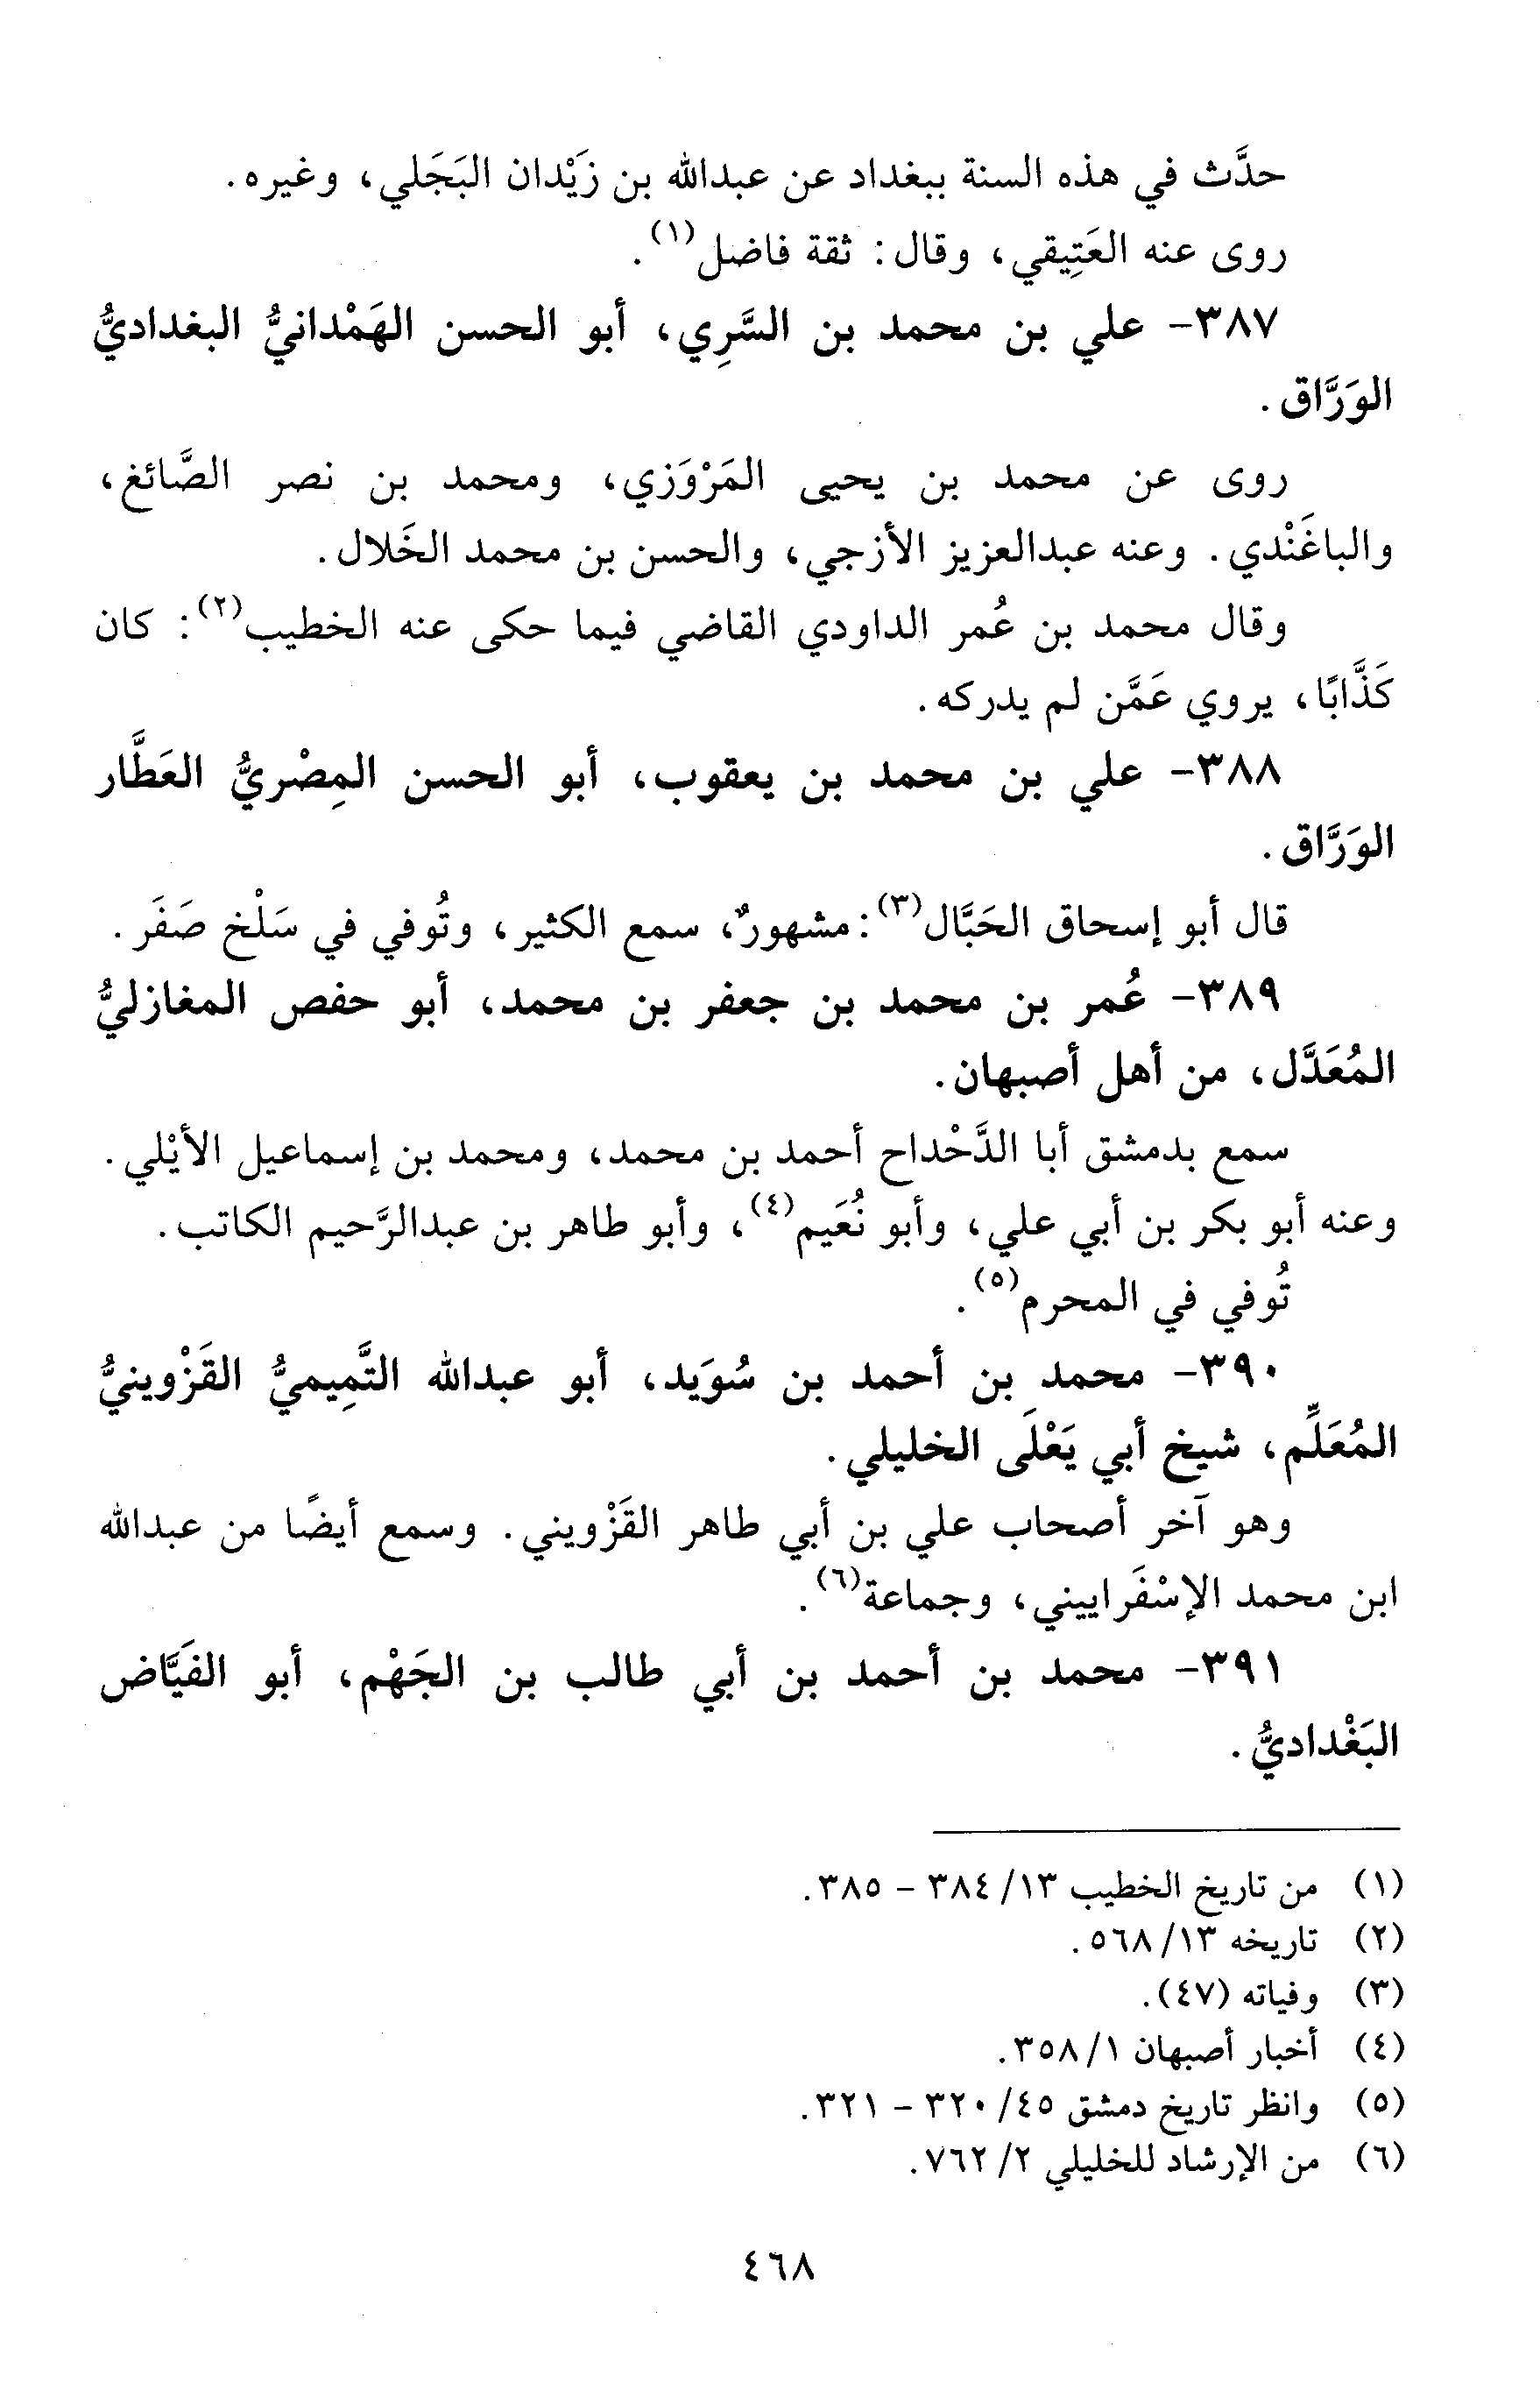 حدَّث في هذه السنة ببغداد عن عبدالله بن زَيْدان البَجَلي، وغيره.
روى عنه العَتِيقي، وقال: ثقة فاضل(١).
٣٨٧- علي بن محمد بن السَّرِي، أبو الحسن الهَمْدانيُّ البغداديُّ
الوَرَّاق.
روى عن محمد بن يحيى المَرْوَزي، ومحمد بن نصر الصَّائغ،
والباغَنْدي. وعنه عبدالعزيز الأزجي، والحسن بن محمد الخَلال.
وقال محمد بن عُمر الداودي القاضي فيما حكى عنه الخطيب(٢): كان
كَذَّابًا، يروي عَمَّن لم يدركه.
٣٨٨- علي بن محمد بن يعقوب، أبو الحسن المِصْريُّ العَطَّار
الوَرَّاق.
قال أبو إسحاق الحَبَّال(٣): مشهورٌ، سمع الكثير، وتُوفي في سَلْخ صَفَر.
٣٨٩- عُمر بن محمد بن جعفر بن محمد، أبو حفص المغازليُّ
المُعَدَّل، من أهل أصبهان.
سمع بدمشق أبا الدَّحْداح أحمد بن محمد، ومحمد بن إسماعيل الأيْلي.
وعنه أبو بكر بن أبي علي، وأبو نُعَيم(٤)، وأبو طاهر بن عبدالرَّحيم الكاتب.
تُوفي في المحرم(٥).
٣٩٠- محمد بن أحمد بن سُوَيد، أبو عبدالله التَّمِيميُّ القَزْوينيُّ
المُعَلِّم، شيخ أبي يَعْلَى الخليلي.
وهو آخر أصحاب علي بن أبي طاهر القَزْويني. وسمع أيضًا من عبدالله
ابن محمد الإسْفَراييني، وجماعة(٦).
٣٩١- محمد بن أحمد بن أبي طالب بن الجَهْم، أبو الفَيَّاض
البَغْداديُّ.
(١) من تاريخ الخطيب ١٣/ ٣٨٤ - ٣٨٥.
(٢) تاريخه ١٣/ ٥٦٨.
(٣) وفياته (٤٧).
(٤) أخبار أصبهان ١/ ٣٥٨.
(٥) وانظر تاريخ دمشق ٤٥/ ٣٢٠ - ٣٢١.
(٦) من الإرشاد للخليلي ٢/ ٧٦٢.
٤٦٨